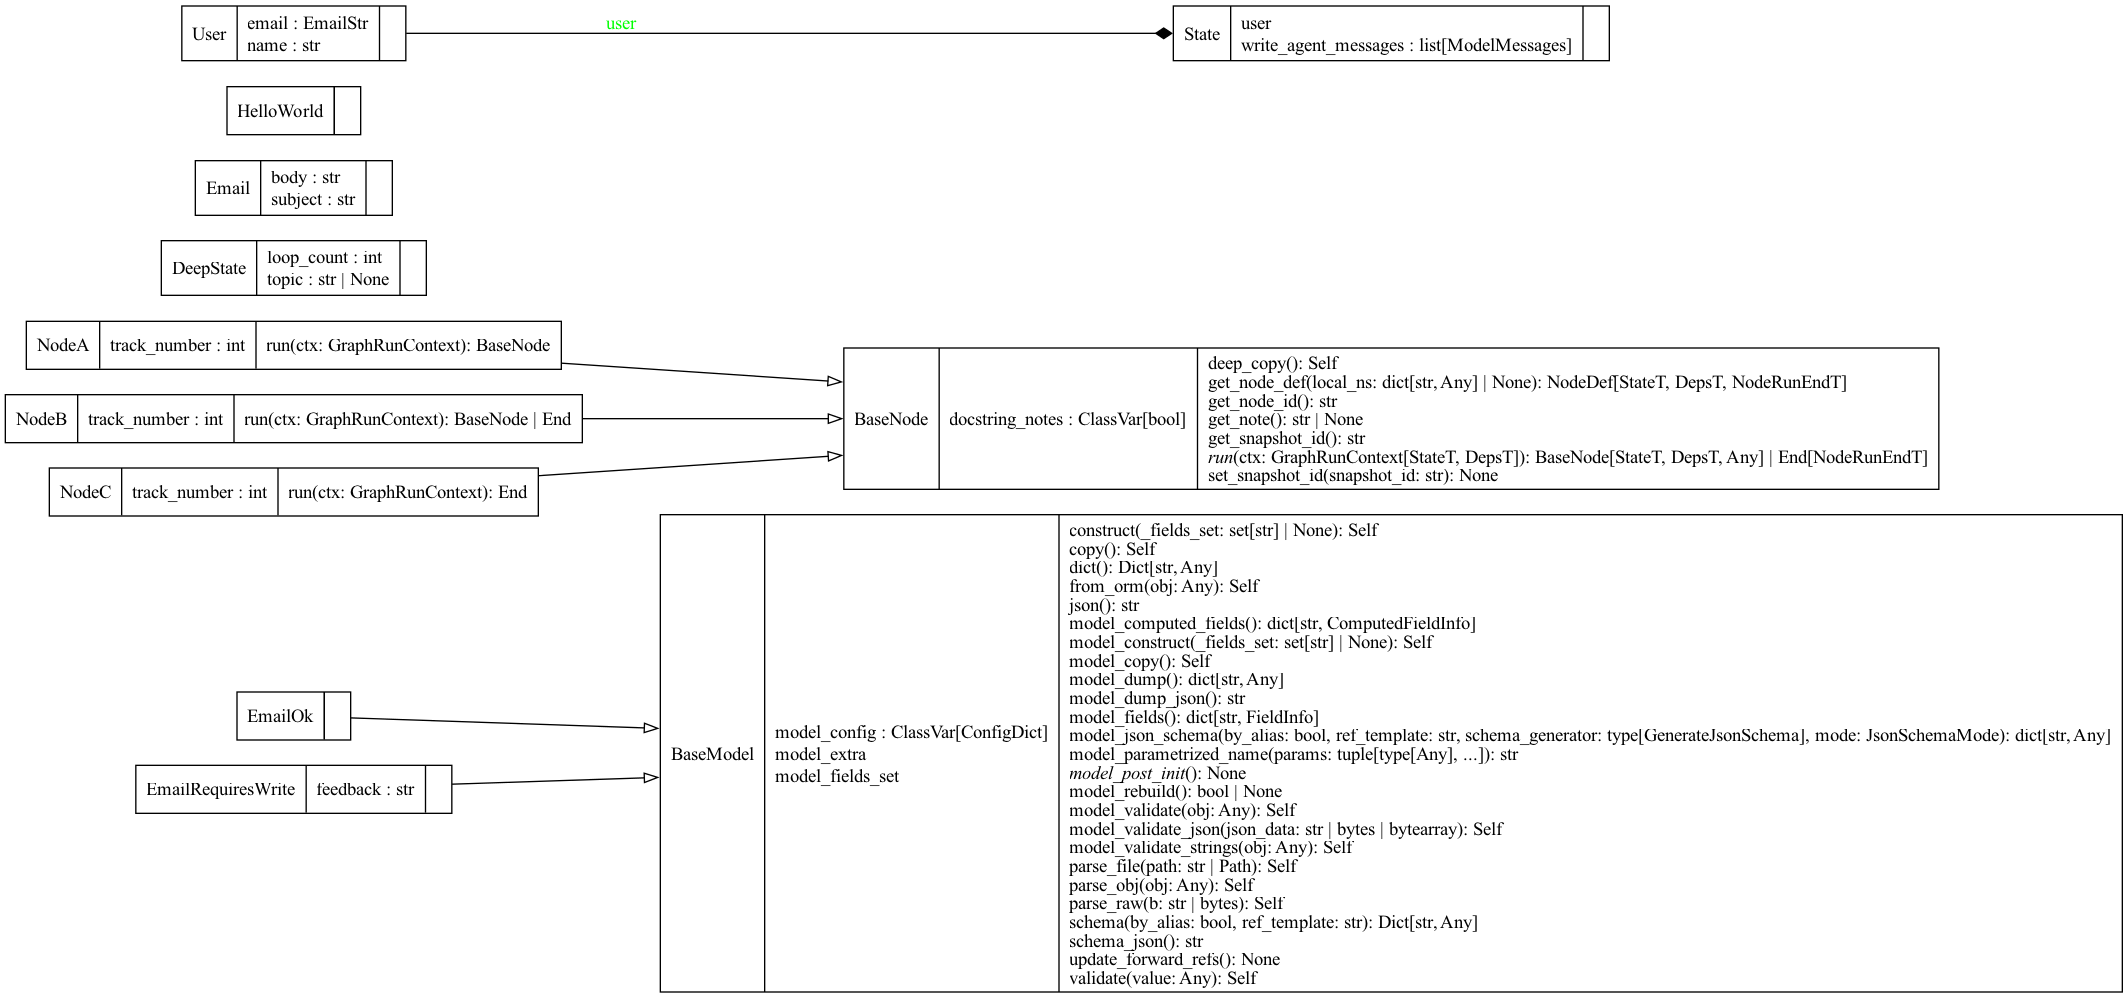 User
email : EmailStr
name : str
user
State
user
write_agent_messages : list[ModelMessages]
HelloWorld
Email
body : str
subject : str
DeepState
loop_count : int
topic : str | None
NodeA
track_number : int
run(ctx: GraphRunContext): BaseNode
NodeB
track_number : int
run(ctx: GraphRunContext): BaseNode | End
NodeC
track_number : int
run(ctx: GraphRunContext): End
BaseNode
docstring_notes : ClassVar[bool]
deep_copy(): Self
get_node_def(local_ns: dict[str, Any] | None): NodeDef[StateT, DepsT, NodeRunEndT]
get_node_id(): str
get_note(): str | None
get_snapshot_id(): str
run(ctx: GraphRunContext[StateT, DepsT]): BaseNode[StateT, DepsT, Any] | End[NodeRunEndT]
set_snapshot_id(snapshot_id: str): None
EmailOk
EmailRequiresWrite
feedback : str
BaseModel
model_config : ClassVar[ConfigDict]
model_extra
model_fields_set
construct(_fields_set: set[str] | None): Self
copy(): Self
dict(): Dict[str, Any]
from_orm(obj: Any): Self
json(): str
model_computed_fields(): dict[str, ComputedFieldInfo]
model_construct(_fields_set: set[str] | None): Self
model_copy(): Self
model_dump(): dict[str, Any]
model_dump_json(): str
model_fields(): dict[str, FieldInfo]
model_json_schema(by_alias: bool, ref_template: str, schema_generator: type[GenerateJsonSchema], mode: JsonSchemaMode): dict[str, Any]
model_parametrized_name(params: tuple[type[Any], ...]): str
model_post_init(): None
model_rebuild(): bool | None
model_validate(obj: Any): Self
model_validate_json(json_data: str | bytes | bytearray): Self
model_validate_strings(obj: Any): Self
parse_file(path: str | Path): Self
parse_obj(obj: Any): Self
parse_raw(b: str | bytes): Self
schema(by_alias: bool, ref_template: str): Dict[str, Any]
schema_json(): str
update_forward_refs(): None
validate(value: Any): Self